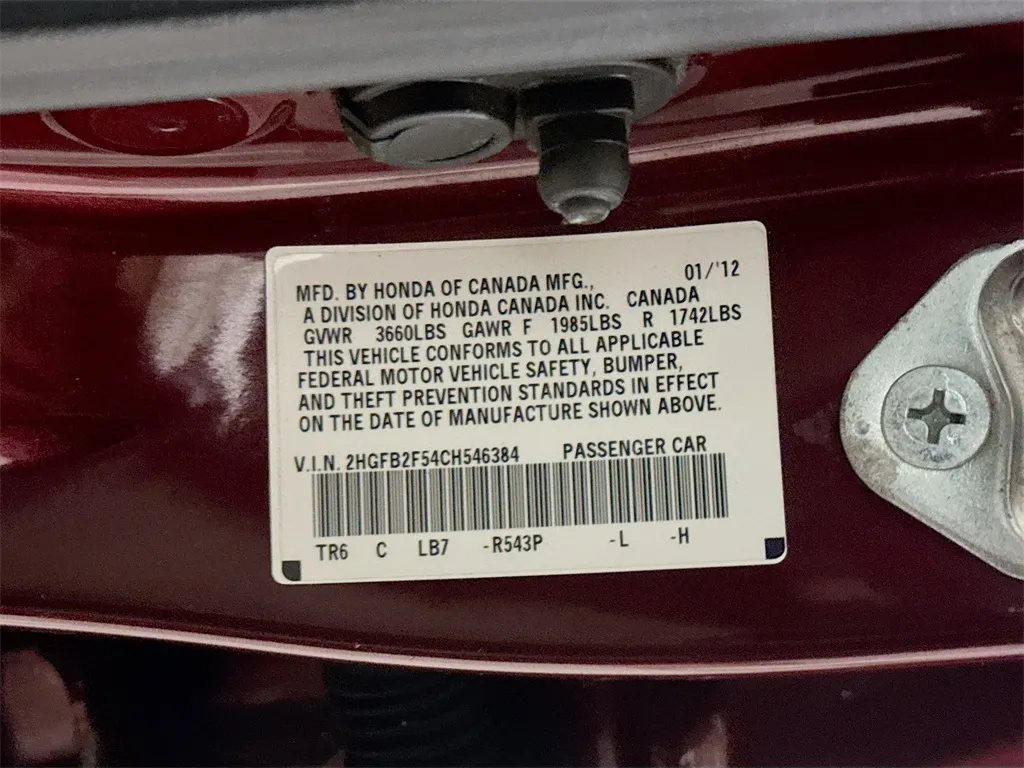 01/'12
MFD. BY HONDA OF CANADA MFG.,
A DIVISION OF HONDA CANADA INC. CANADA
GVWR 3660LBS GAWR F 1985LBS R 1742LBS
THIS VEHICLE CONFORMS TO ALL APPLICABLE
FEDERAL MOTOR VEHICLE SAFETY, BUMPER,
AND THEFT PREVENTION STANDARDS IN EFFECT
ON THE DATE OF MANUFACTURE SHOWN ABOVE.
V.I.N. 2HGFB2F54CH546384 PASSENGER CAR
TR6 C LB7 -R543P -L -H